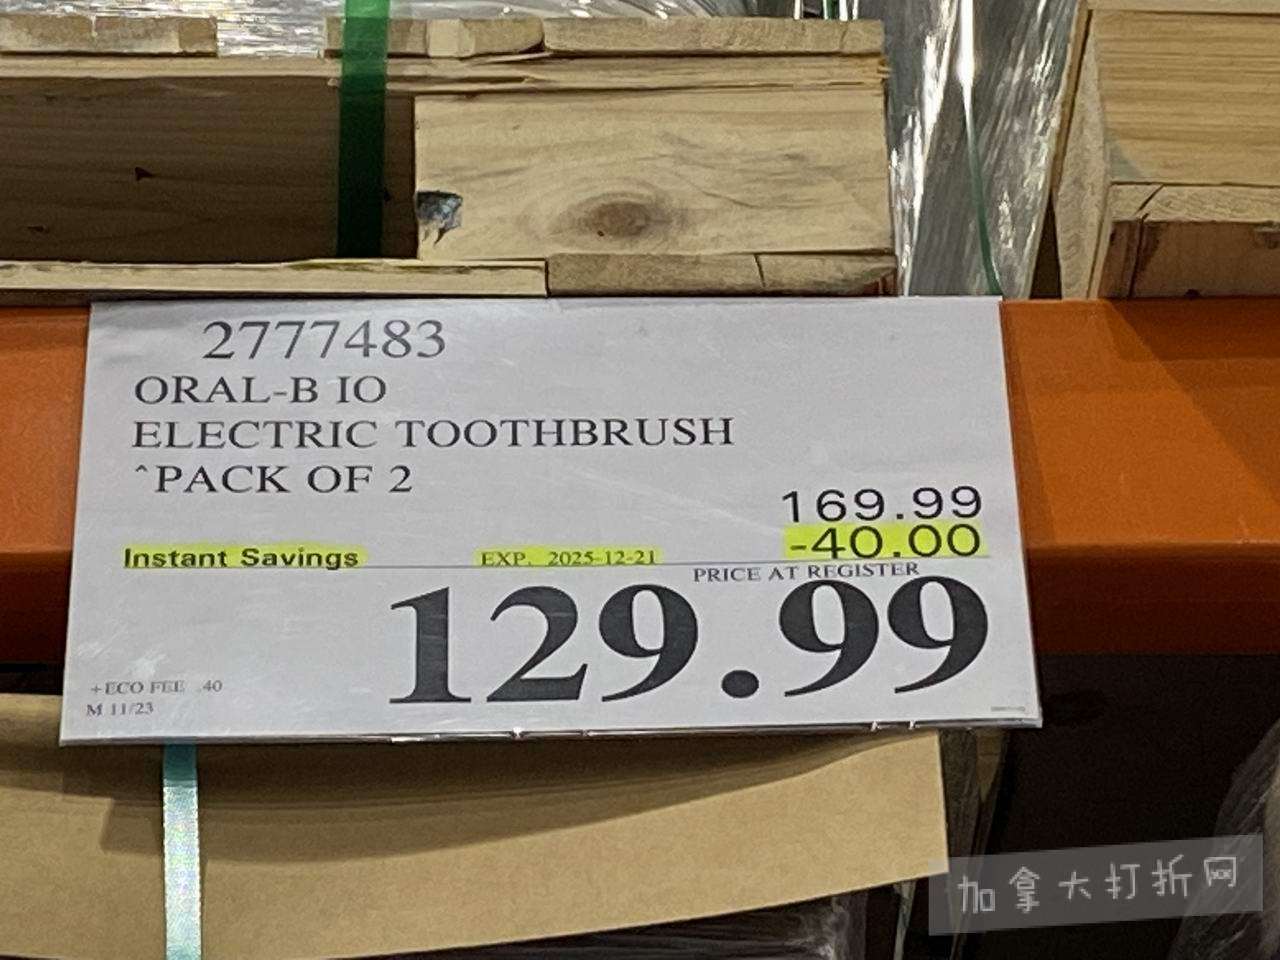 2777483
ORAL-B IO
ELECTRIC TOOTHBRUSH
^PACK OF 2
169.99
-40.00
Instant Savings EXP. 2025-12-21
PRICE AT REGISTER
129.99
+ECO FEE .40
M 11/23
加拿大打折网